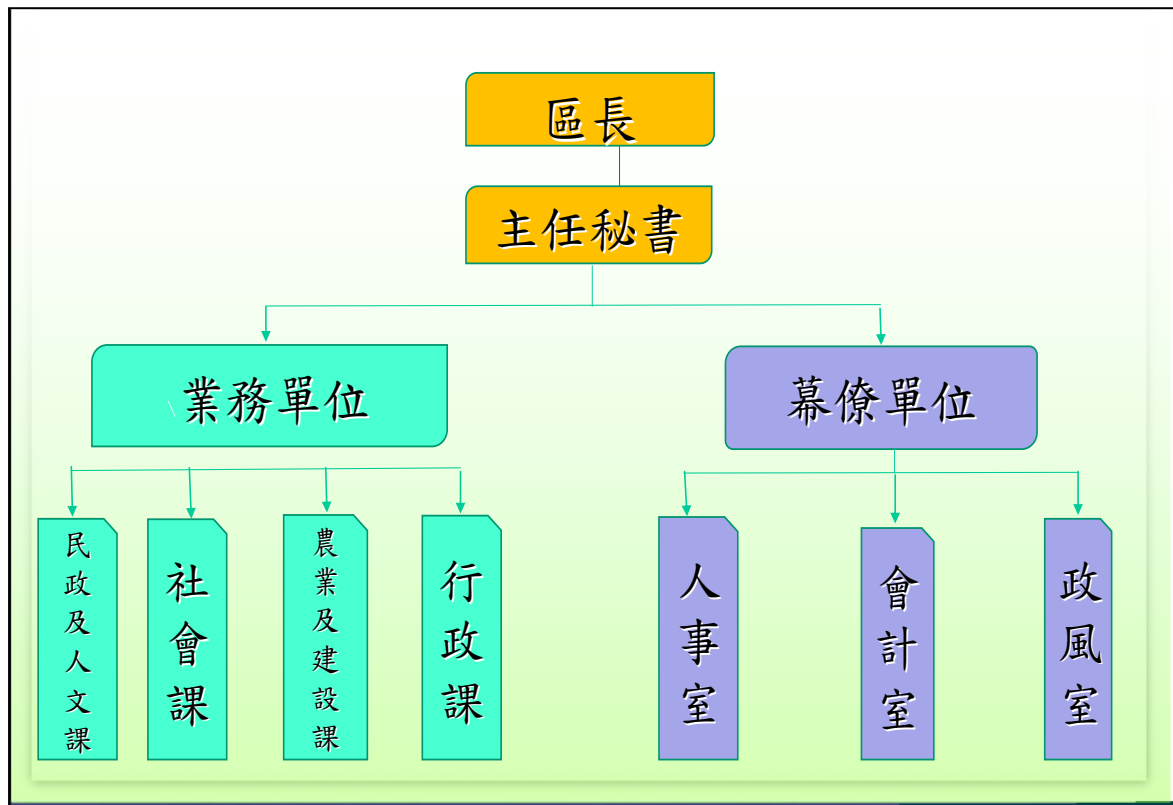 區長
主任秘書
業務單位
幕僚單位
民政及人文課
社會課
農業及建設課
行政課
人事室
會計室
政風室